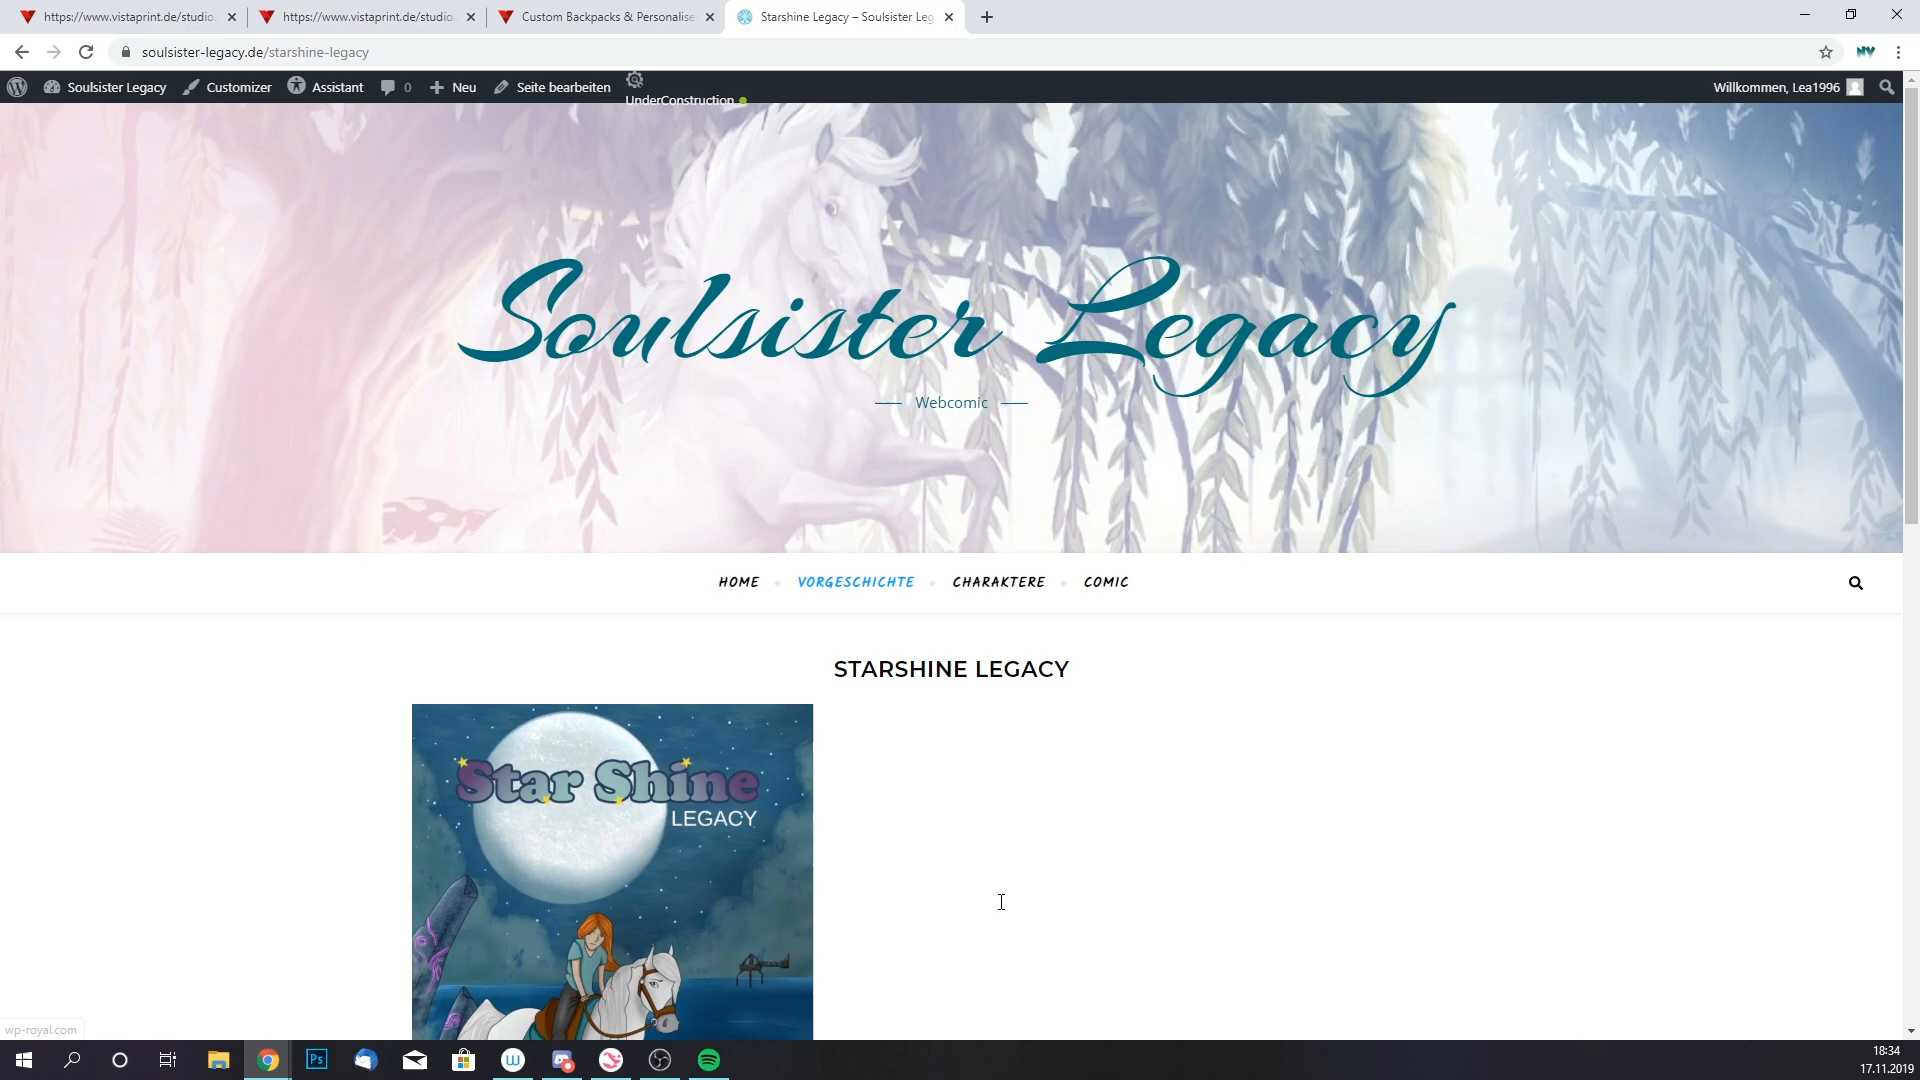 https://www.vistaprint.de/studio.
https://www.vistaprint.de/studio.
Custom Backpacks & Personalise
Starshine Legacy – Soulsister Leg
soulsister-legacy.de/starshine-legacy
Soulsister Legacy
Customizer
Assistant
0
Neu
Seite bearbeiten
UnderConstruction
Willkommen, Lea1996
Soulsister Legacy
Webcomic
HOME
VORGESCHICHTE
CHARAKTERE
COMIC
STARSHINE LEGACY
Star Shine
LEGACY
wp-royal.com
Ps
W
18:34
17.11.2019